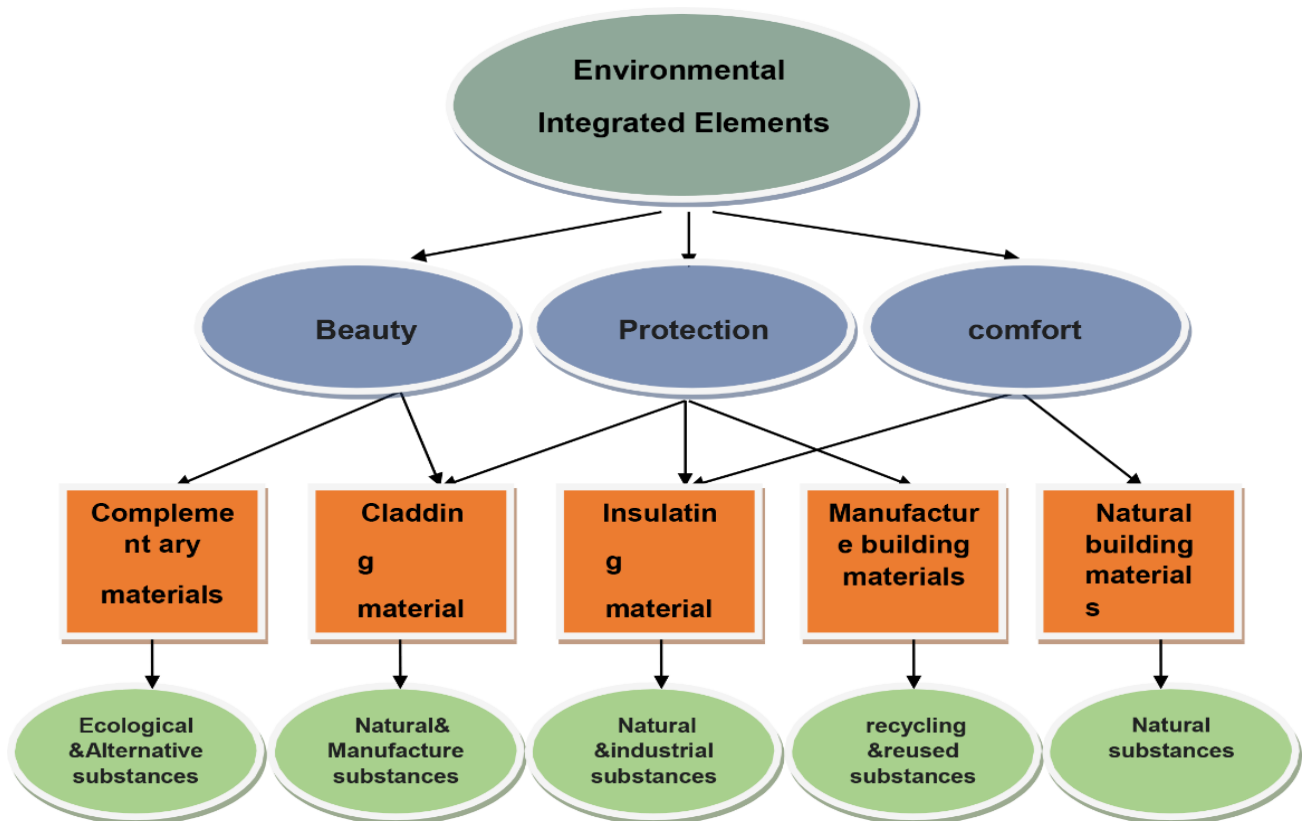 Environmental
Integrated Elements
Beauty
Protection
comfort
Compleme
nt ary
materials
Claddin
g
material
Insulatin
g
material
Manufactur
e building
materials
Natural
building
material
s
Ecological
&Alternative
substances
Natural&
Manufacture
substances
Natural
&industrial
substances
recycling
&reused
substances
Natural
substances